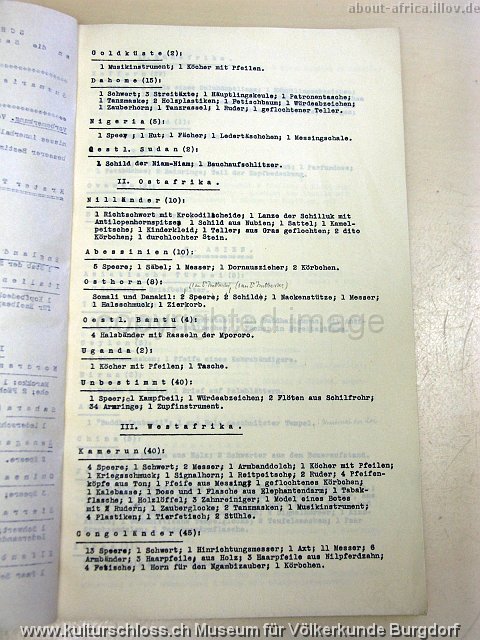 about-africa.illov.de
Goldküste (2):
1 Musikinstrument; 1 Köcher mit Pfeilen.
Dahome (15):
1 Schwert; 3 Streitäxte; 1 Häuptlingskeule; 1 Patronentasche;
1 Tanzmaske; 2 Holzplastiken; 1 Fetischbaum; 1 Würdeabzeichen;
1 Zauberhorn; 1 Tanzrassel; 1 Ruder; 1 geflochtener Teller.
Nigeria (5):
1 Speer; 1 Hut; 1 Fächer; 1 Ledertäschchen; 1 Messingschale.
Oestl. Sudan (2):
1 Schild der Niam-Niam; 1 Bauchaufschlitzer.
II. Ostafrika.
Nilländer (10):
1 Richtschwert mit Krokodilscheide; 1 Lanze der Schilluk mit
Antilopenhornspitze; 1 Schild aus Nubien; 1 Sattel; 1 Kamel-
peitsche; 1 Kinderkleid; 1 Teller; aus Gras geflochten; 2 dito
Körbchen; 1 durchlochter Stein.
Abessinien (10):
5 Speere; 1 Säbel; 1 Messer; 1 Dornauszieher; 2 Körbchen.
Osthorn (8):
Somali und Danakil: 2 Speere; 2 Schilde; 1 Nackenstütze; 1 Messer;
1 Halsschmuck; 1 Zierkorb.
Oestl. Bantu (4):
4 Halsbänder mit Rasseln der Mpororo.
Uganda (2):
1 Köcher mit Pfeilen; 1 Tasche.
Unbestimmt (40):
1 Speer; 1 Kampfbeil; 1 Würdeabzeichen; 2 Flöten aus Schilfrohr;
34 Armringe; 1 Zupfinstrument.
III. Westafrika.
Kamerun (40):
4 Speere; 1 Schwert; 2 Messer; 1 Armbanddolch; 1 Köcher mit Pfeilen;
1 Kriegsschmuck; 1 Signalhorn; 1 Reitpeitsche; 2 Ruder; 4 Pfeifen-
köpfe aus Ton; 1 Pfeife aus Messing; 1 geflochtenes Körbchen;
1 Kalebasse; 1 Dose und 1 Flasche aus Elephantendarm; 1 Tabak-
flasche; 1 Holzlöffel; 3 Zahnreiniger; 1 Model eines Botes
mit 2 Rudern; 1 Zauberglocke; 2 Tanzmasken; 1 Musikinstrument;
4 Plastiken; 1 Tierfetisch; 2 Stühle.
Congoländer (45):
13 Speere; 1 Schwert; 1 Hinrichtungsmesser; 1 Axt; 11 Messer; 6
Armbänder; 3 Haarpfeile aus Holz; 3 Haarpfeile aus Nilpferdzahn;
4 Fetische; 1 Horn für den Ngambizauber; 1 Körbchen.
copyrighted image
www.kulturschloss.ch Museum für Völkerkunde Burgdorf